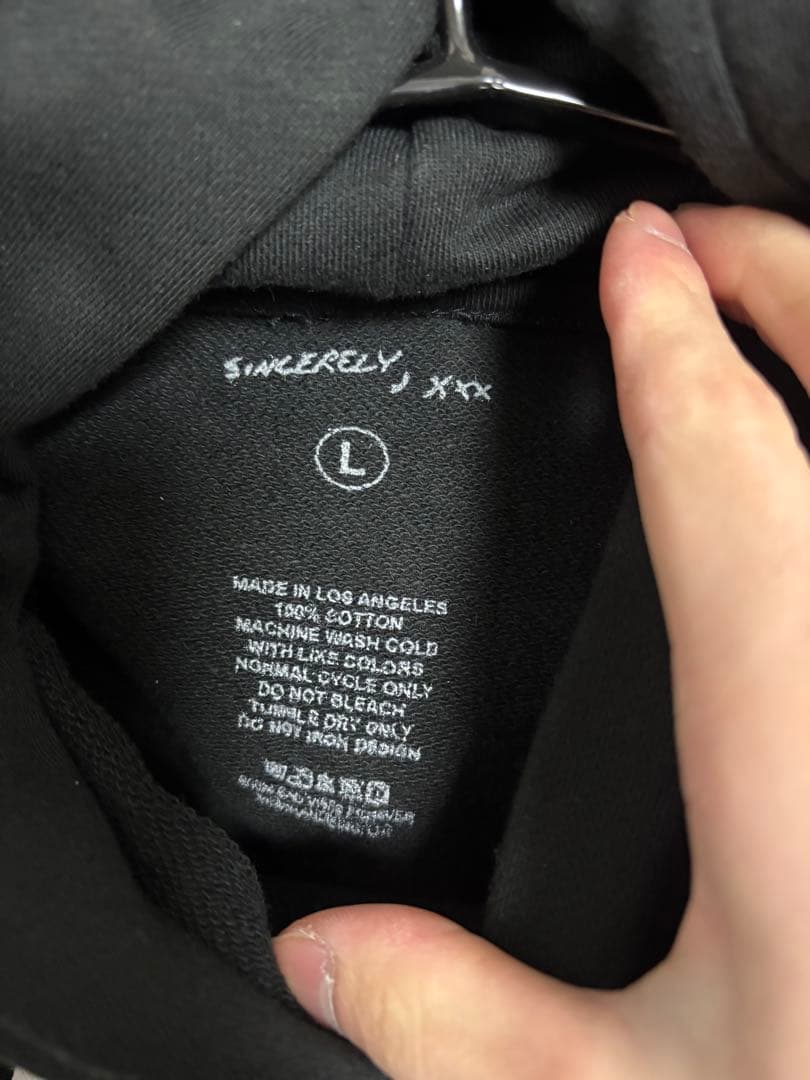 SINCERELY, XXX
L
MADE IN LOS ANGELES
100% COTTON
MACHINE WASH COLD
WITH LIKE COLORS
NORMAL CYCLE ONLY
DO NOT BLEACH
TUMBLE DRY ONLY
DO NOT IRON DESIGN